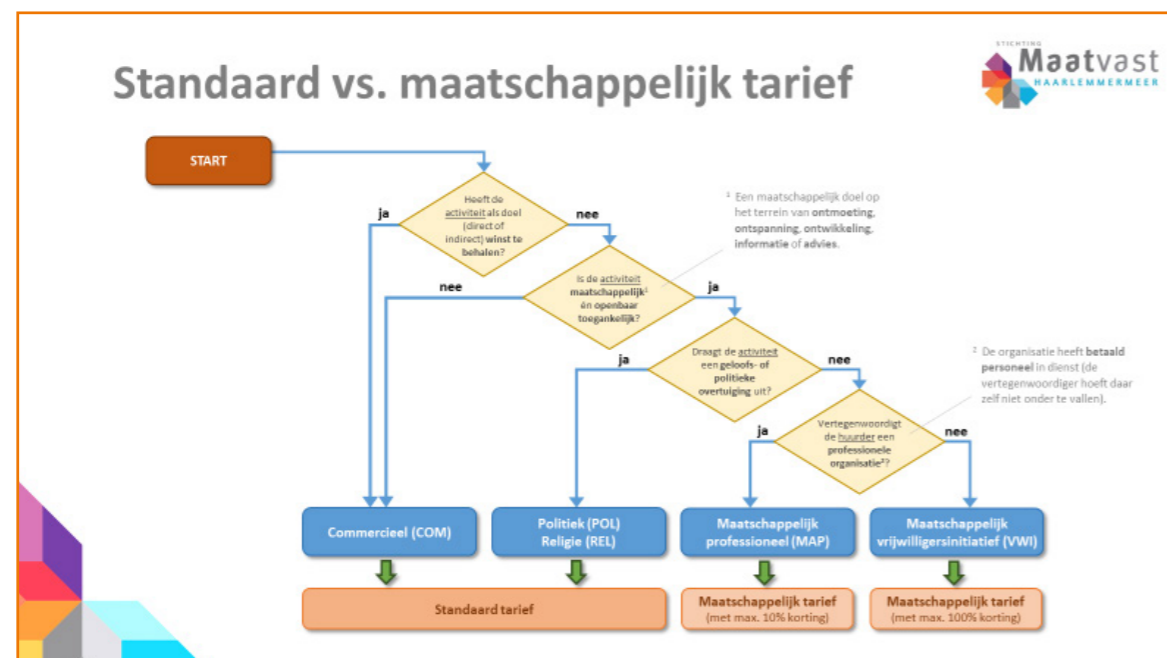 STICHTING
Maatvast
HAARLEMMERMEER
Standaard vs. maatschappelijk tarief
START
Heeft de
activiteit als doel
(direct of
indirect) winst te
behalen?
ja
nee
¹ Een maatschappelijk doel op
het terrein van ontmoeting,
ontspanning, ontwikkeling,
informatie of advies.
Is de activiteit
maatschappelijk¹
én openbaar
toegankelijk?
nee
ja
Draagt de activiteit
een geloofs- of
politieke
overtuiging uit?
ja
nee
² De organisatie heeft betaald
personeel in dienst (de
vertegenwoordiger hoeft daar
zelf niet onder te vallen).
Vertegenwoordigt
de huurder een
professionele
organisatie²?
ja
nee
Commercieel (COM)
Politiek (POL)
Religie (REL)
Maatschappelijk
professioneel (MAP)
Maatschappelijk
vrijwilligersinitiatief (VWI)
Standaard tarief
Maatschappelijk tarief
(met max. 10% korting)
Maatschappelijk tarief
(met max. 100% korting)